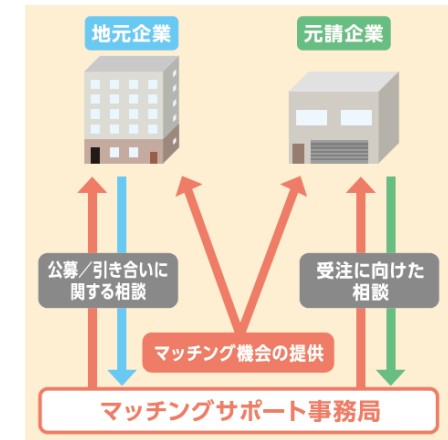 地元企業
元請企業
公募／引き合いに
関する相談
受注に向けた
相談
マッチング機会の提供
マッチングサポート事務局